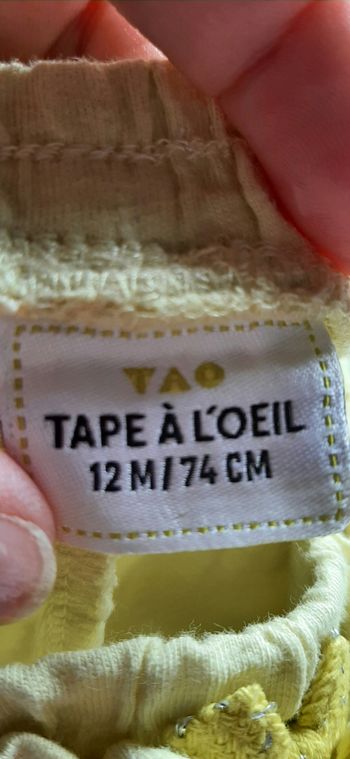 TAO
TAPE À L'OEIL
12 M/74 CM